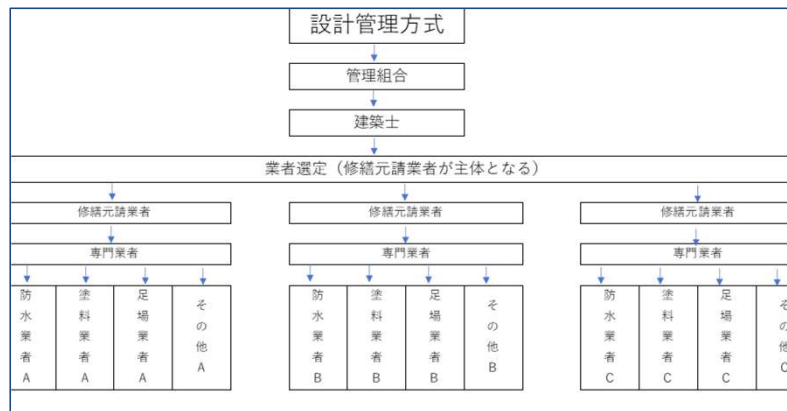 設計管理方式
管理組合
建築士
業者選定（修繕元請業者が主体となる）
修繕元請業者
修繕元請業者
修繕元請業者
専門業者
専門業者
専門業者
防水業者A
塗料業者A
足場業者A
その他A
防水業者B
塗料業者B
足場業者B
その他B
防水業者C
塗料業者C
足場業者C
その他C